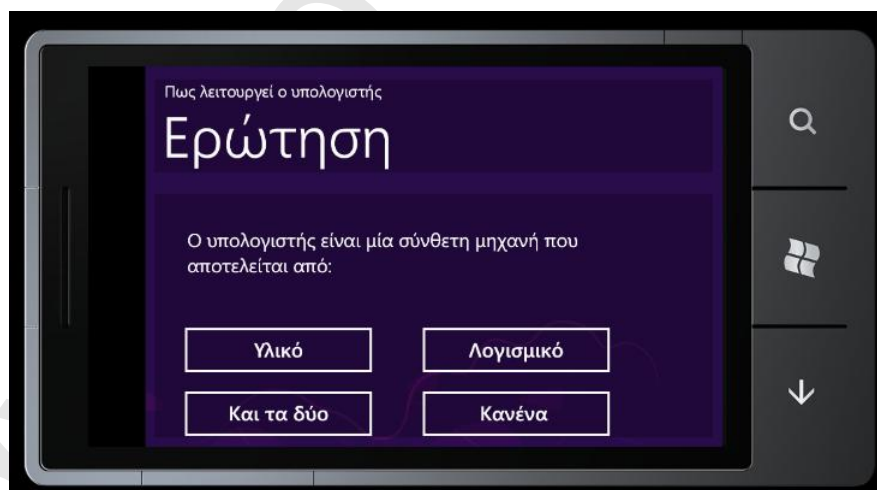 Πως λειτουργεί ο υπολογιστής
Ερώτηση
Ο υπολογιστής είναι μία σύνθετη μηχανή που
αποτελείται από:
Υλικό
Λογισμικό
Και τα δύο
Κανένα